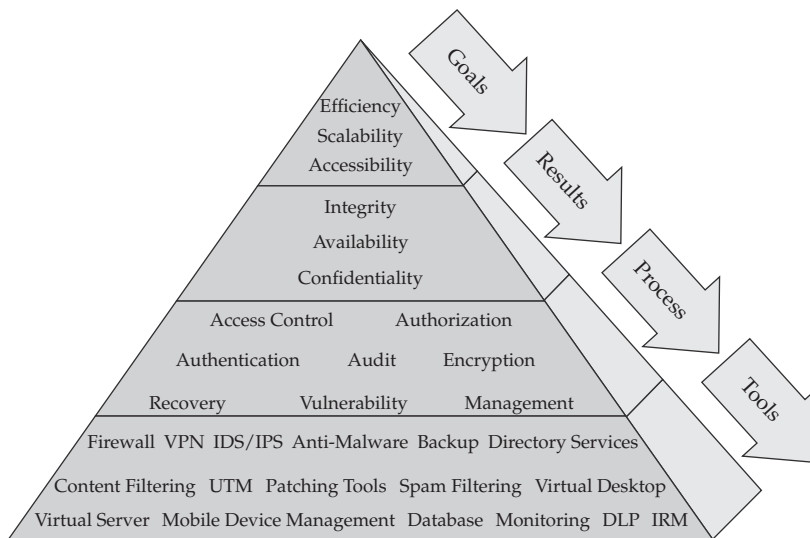 Goals
Efficiency
Scalability
Accessibility
Results
Integrity
Availability
Confidentiality
Process
Access Control Authorization
Authentication Audit Encryption
Recovery Vulnerability Management
Tools
Firewall VPN IDS/IPS Anti-Malware Backup Directory Services
Content Filtering UTM Patching Tools Spam Filtering Virtual Desktop
Virtual Server Mobile Device Management Database Monitoring DLP IRM